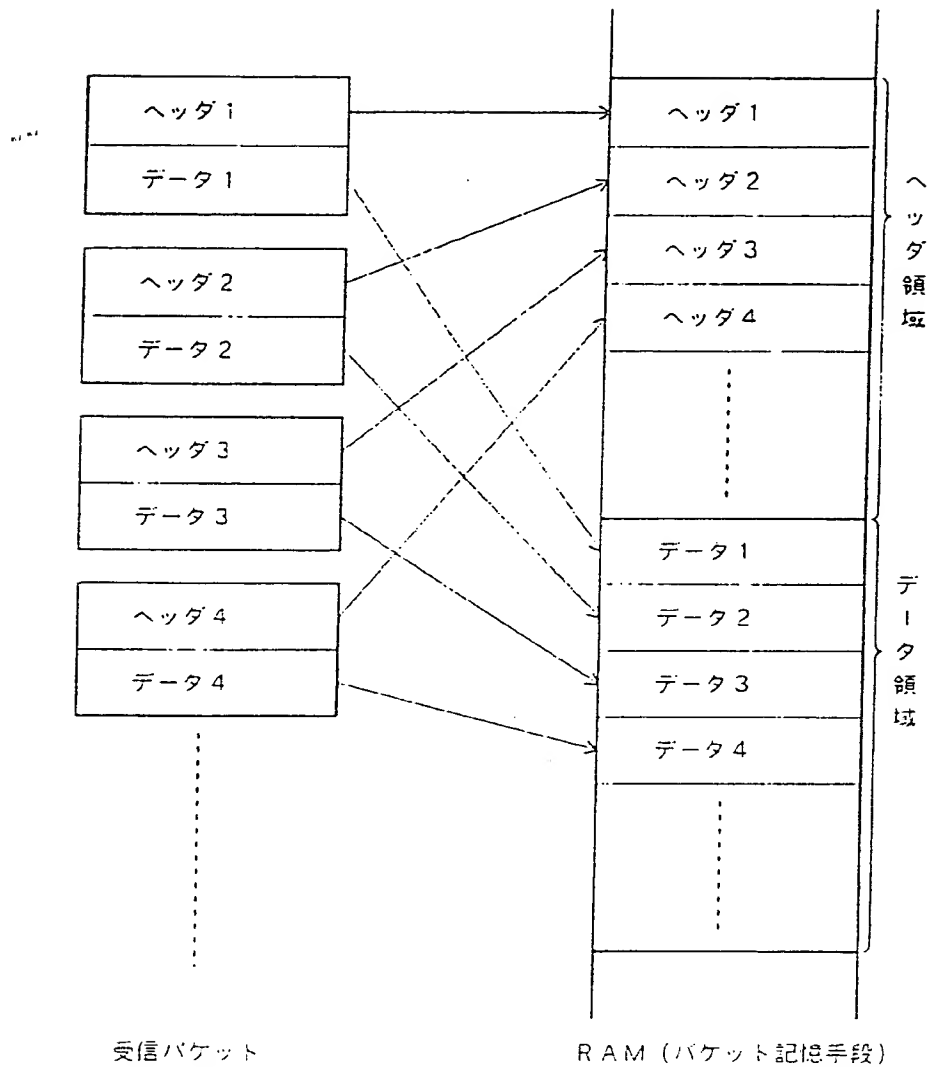 ヘッダ1
データ1
ヘッダ2
データ2
ヘッダ3
データ3
ヘッダ4
データ4
受信パケット
ヘッダ1
ヘッダ2
ヘッダ3
ヘッダ4
データ1
データ2
データ3
データ4
RAM(パケット記憶手段)
ヘッダ領域
データ領域